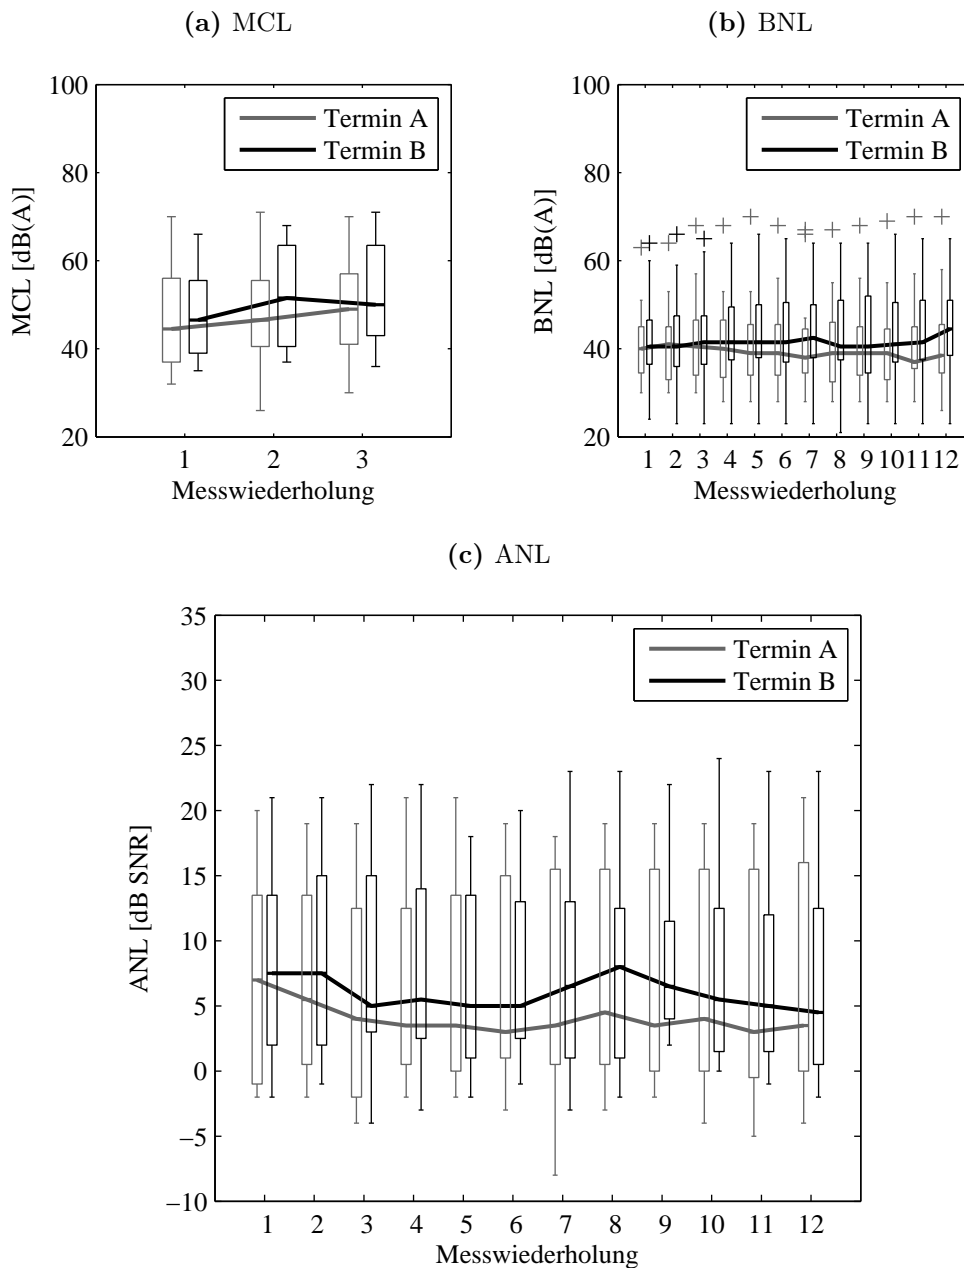 (a) MCL
100
80
60
40
20
MCL [dB(A)]
Termin A
Termin B
1 2 3
Messwiederholung
(b) BNL
100
80
60
40
20
BNL [dB(A)]
Termin A
Termin B
1 2 3 4 5 6 7 8 9 10 11 12
Messwiederholung
(c) ANL
35
30
25
20
15
10
5
0
−5
−10
ANL [dB SNR]
Termin A
Termin B
1 2 3 4 5 6 7 8 9 10 11 12
Messwiederholung